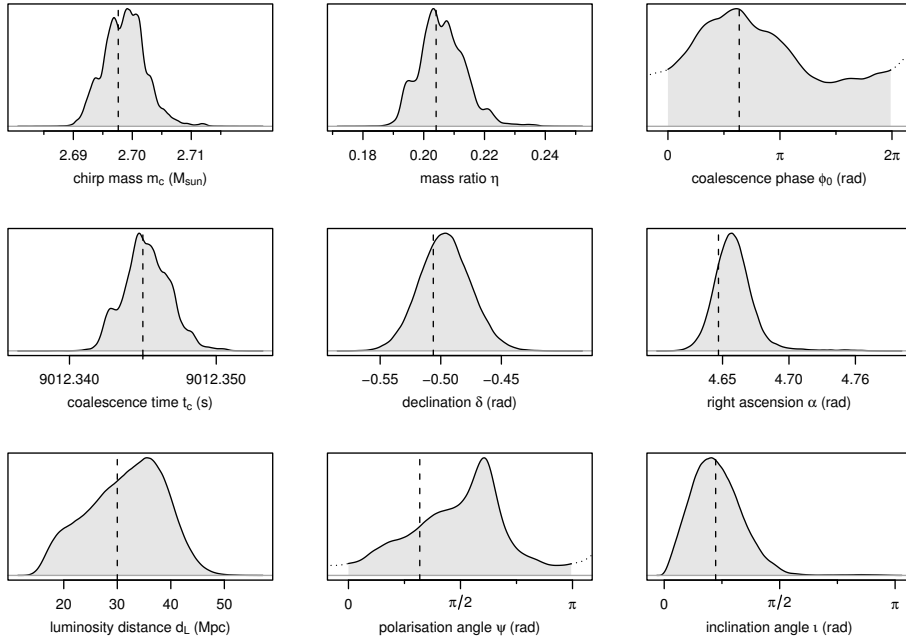 2.69 2.70 2.71
chirp mass m_c (M_sun)
0.18 0.20 0.22 0.24
mass ratio η
0 π 2π
coalescence phase ϕ_0 (rad)
9012.340 9012.350
coalescence time t_c (s)
−0.55 −0.50 −0.45
declination δ (rad)
4.65 4.70 4.76
right ascension α (rad)
20 30 40 50
luminosity distance d_L (Mpc)
0 π/2 π
polarisation angle ψ (rad)
0 π/2 π
inclination angle ι (rad)